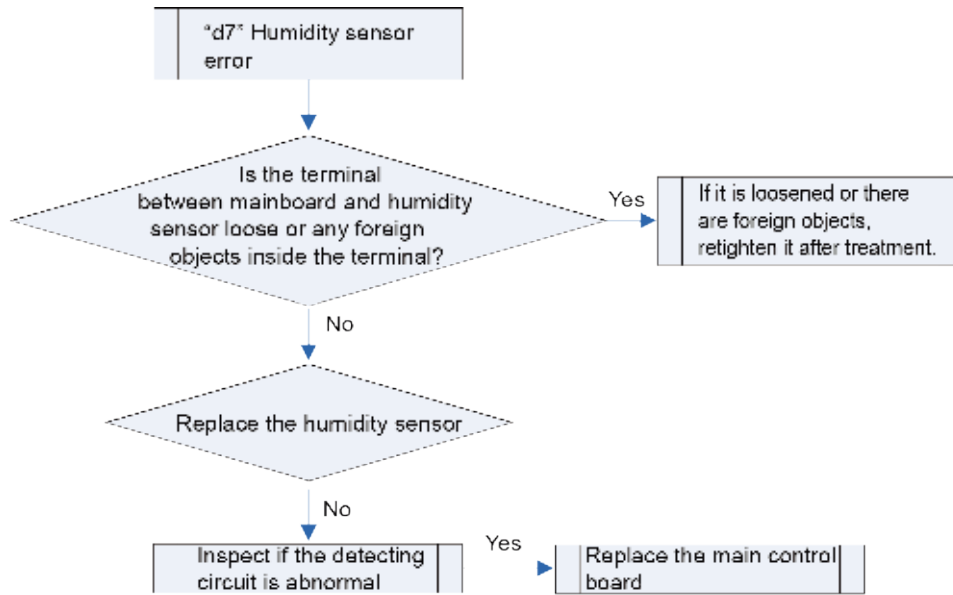 "d7" Humidity sensor
error
Is the terminal
between mainboard and humidity
sensor loose or any foreign
objects inside the terminal?
Yes
If it is loosened or there
are foreign objects,
retighten it after treatment.
No
Replace the humidity sensor
No
Inspect if the detecting
circuit is abnormal
Yes
Replace the main control
board